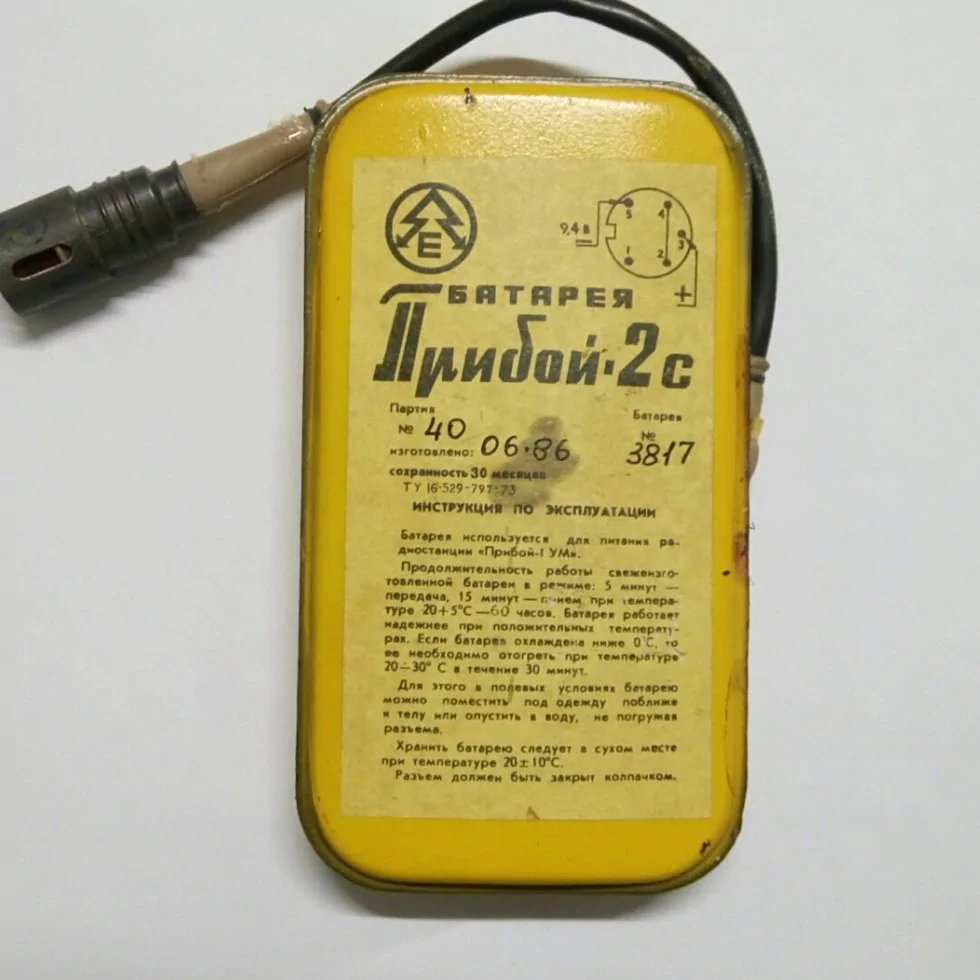 Е
9,4 в
5 4
3
1 2
+
БАТАРЕЯ
Прибой-2с
Партия Батарея
№ 40 №
изготовлено: 06.86 3817
сохранность 30 месяцев
ТУ 16-529-797-73
ИНСТРУКЦИЯ ПО ЭКСПЛУАТАЦИИ
Батарея используется для питания ра-
диостанции «Прибой-1 УМ».
Продолжительность работы свежеизго-
товленной батареи в режиме: 5 минут —
передача, 15 минут — прием при темпера-
туре 20+5°С —60 часов. Батарея работает
надежнее при положительных температу-
рах. Если батарея охлаждена ниже 0°С, то
ее необходимо отогреть при температуре
20—30° С в течение 30 минут.
Для этого в полевых условиях батарею
можно поместить под одежду поближе
к телу или опустить в воду, не погружая
разъема.
Хранить батарею следует в сухом месте
при температуре 20±10°С.
Разъем должен быть закрыт колпачком.